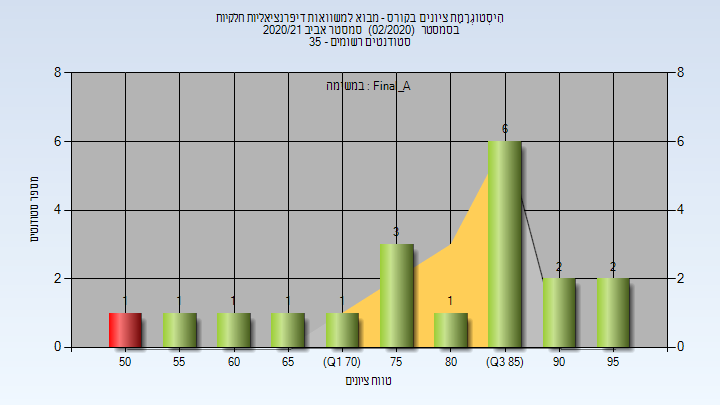 היסטוגרמת ציונים בקורס - מבוא למשוואות דיפרנציאליות חלקיות
בסמסטר (02/2020) סמסטר אביב 2020/21
סטודנטים רשומים - 35
במשימה : Final_A
8 8
6 6
4 4
2 2
0 0
1 1 1 1 1 3 1 6 2 2
50 55 60 65 (Q1 70) 75 80 (Q3 85) 90 95
מספר סטודנטים
טווח ציונים